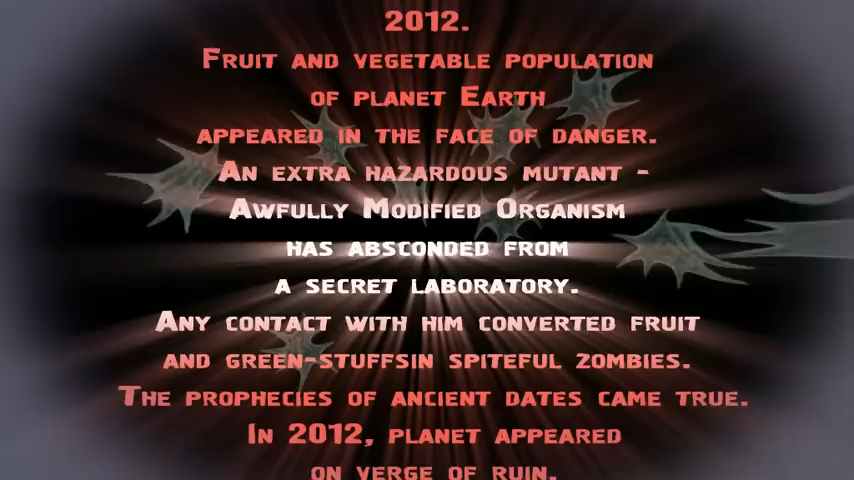 2012.
Fruit and vegetable population
of planet Earth
appeared in the face of danger.
An extra hazardous mutant -
Awfully Modified Organism
has absconded from
a secret laboratory.
Any contact with him converted fruit
and green-stuffsin spiteful zombies.
The prophecies of ancient dates came true.
In 2012, planet appeared
on verge of ruin.